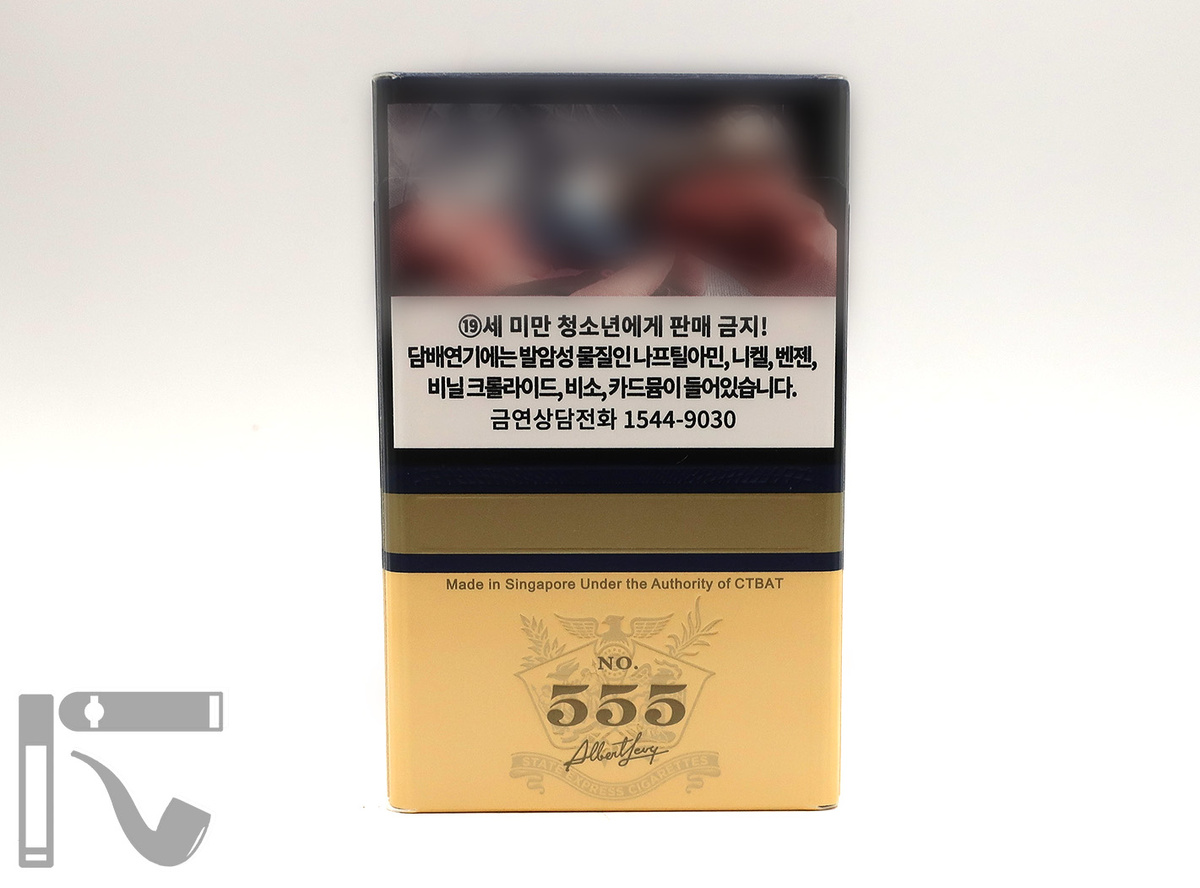 ⑲세 미만 청소년에게 판매 금지!
담배연기에는 발암성 물질인 나프틸아민, 니켈, 벤젠,
비닐 크롤라이드, 비소, 카드뮴이 들어있습니다.
금연상담전화 1544-9030
Made in Singapore Under the Authority of CTBAT
NO.
555
Albert Levy
STATE EXPRESS CIGARETTES